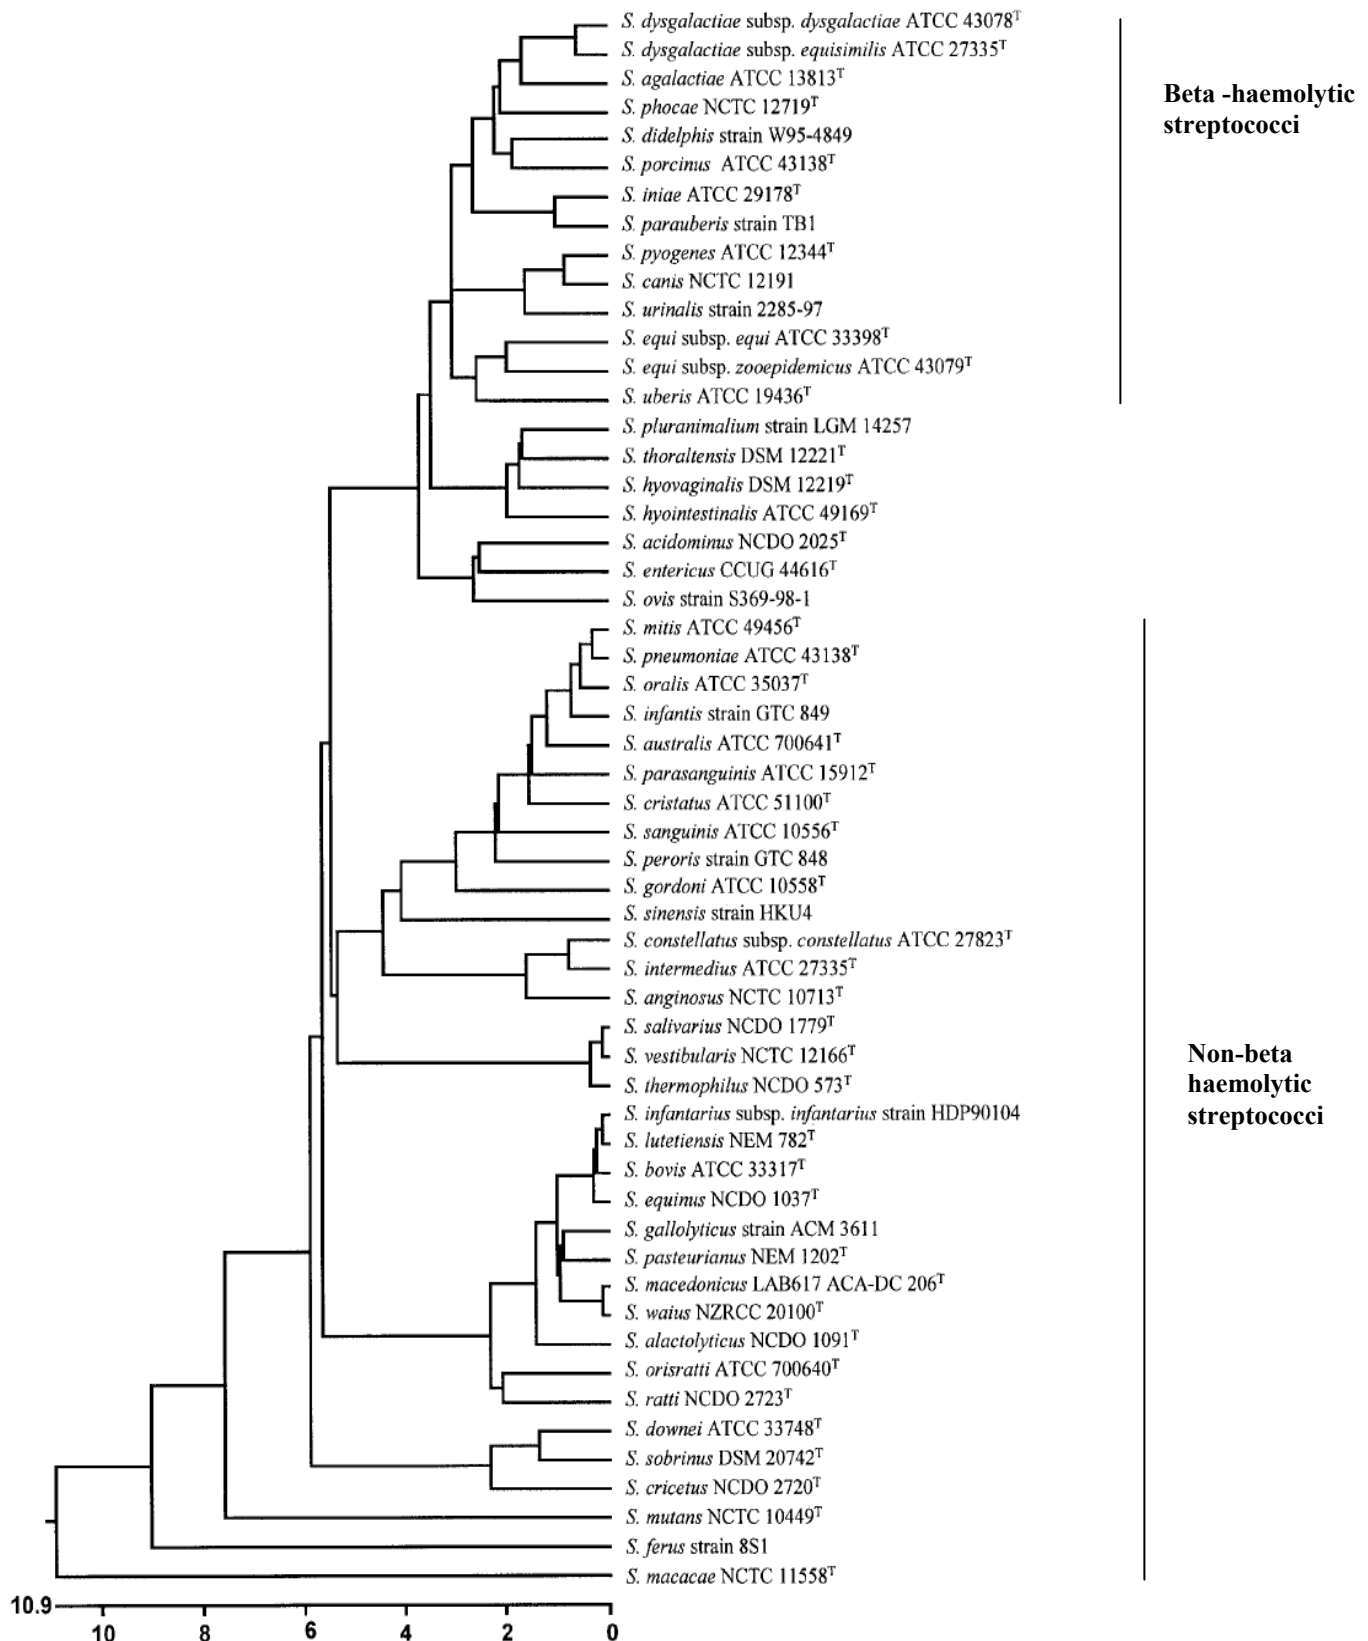 S. dysgalactiae subsp. dysgalactiae ATCC 43078T
S. dysgalactiae subsp. equisimilis ATCC 27335T
S. agalactiae ATCC 13813T
S. phocae NCTC 12719T
S. didelphis strain W95-4849
S. porcinus ATCC 43138T
S. iniae ATCC 29178T
S. parauberis strain TB1
S. pyogenes ATCC 12344T
S. canis NCTC 12191
S. urinalis strain 2285-97
S. equi subsp. equi ATCC 33398T
S. equi subsp. zooepidemicus ATCC 43079T
S. uberis ATCC 19436T
Beta -haemolytic
streptococci
S. pluranimalium strain LGM 14257
S. thoraltensis DSM 12221T
S. hyovaginalis DSM 12219T
S. hyointestinalis ATCC 49169T
S. acidominus NCDO 2025T
S. entericus CCUG 44616T
S. ovis strain S369-98-1
S. mitis ATCC 49456T
S. pneumoniae ATCC 43138T
S. oralis ATCC 35037T
S. infantis strain GTC 849
S. australis ATCC 700641T
S. parasanguinis ATCC 15912T
S. cristatus ATCC 51100T
S. sanguinis ATCC 10556T
S. peroris strain GTC 848
S. gordoni ATCC 10558T
S. sinensis strain HKU4
S. constellatus subsp. constellatus ATCC 27823T
S. intermedius ATCC 27335T
S. anginosus NCTC 10713T
S. salivarius NCDO 1779T
S. vestibularis NCTC 12166T
S. thermophilus NCDO 573T
S. infantarius subsp. infantarius strain HDP90104
S. lutetiensis NEM 782T
S. bovis ATCC 33317T
S. equinus NCDO 1037T
S. gallolyticus strain ACM 3611
S. pasteurianus NEM 1202T
S. macedonicus LAB617 ACA-DC 206T
S. waius NZRCC 20100T
S. alactolyticus NCDO 1091T
S. orisratti ATCC 700640T
S. ratti NCDO 2723T
S. downei ATCC 33748T
S. sobrinus DSM 20742T
S. cricetus NCDO 2720T
S. mutans NCTC 10449T
S. ferus strain 8S1
S. macacae NCTC 11558T
Non-beta
haemolytic
streptococci
10.9
10 8 6 4 2 0